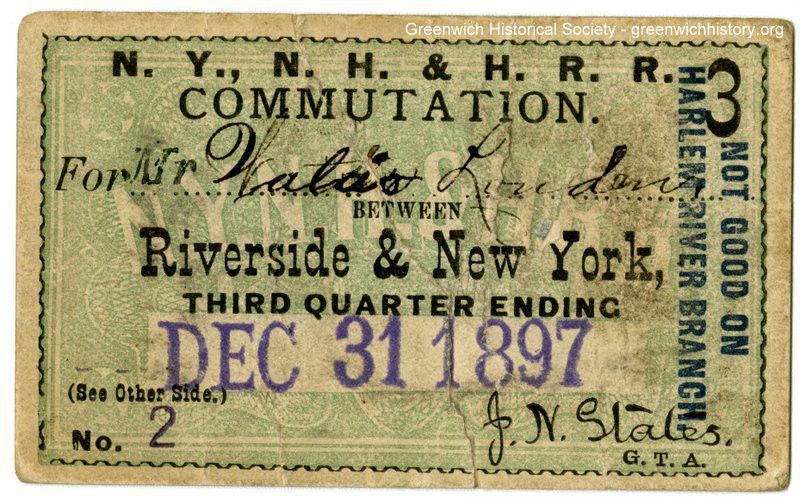 Greenwich Historical Society - greenwichhistory.org
N. Y., N. H. & H. R. R.
COMMUTATION.
3
For Mr
BETWEEN
Riverside & New York,
THIRD QUARTER ENDING
DEC 31 1897
(See Other Side.)
No. 2
J. N. States.
G. T. A.
NOT GOOD ON
HARLEM RIVER BRANCH.